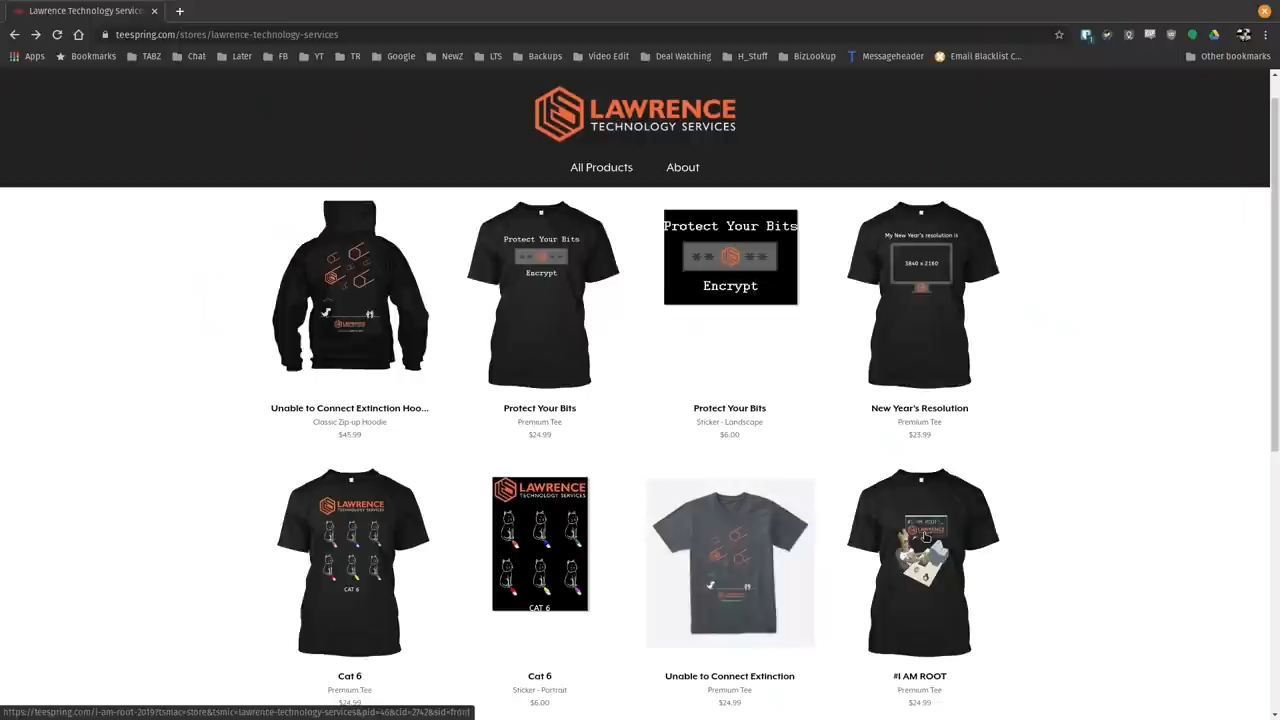 Lawrence Technology Service
teespring.com/stores/lawrence-technology-services
Apps Bookmarks TABZ Chat Later FB YT TR Google NewZ LTS Backups Video Edit Deal Watching H_Stuff BizLookup Messageheader Email Blacklist C... Other bookmarks
LAWRENCE
TECHNOLOGY SERVICES
All Products About
Protect Your Bits
Encrypt
Protect Your Bits
Encrypt
My New Year's resolution is
3840 x 2160
Unable to Connect Extinction Hoo... Protect Your Bits Protect Your Bits New Year's Resolution
Classic Zip-up Hoodie Premium Tee Sticker - Landscape Premium Tee
$45.99 $24.99 $6.00 $23.99
LAWRENCE
TECHNOLOGY SERVICES
CAT 6
LAWRENCE
TECHNOLOGY SERVICES
CAT 6
Cat 6 Cat 6 Unable to Connect Extinction #I AM ROOT
Premium Tee Sticker - Portrait Premium Tee Premium Tee
$24.99 $6.00 $24.99 $24.99